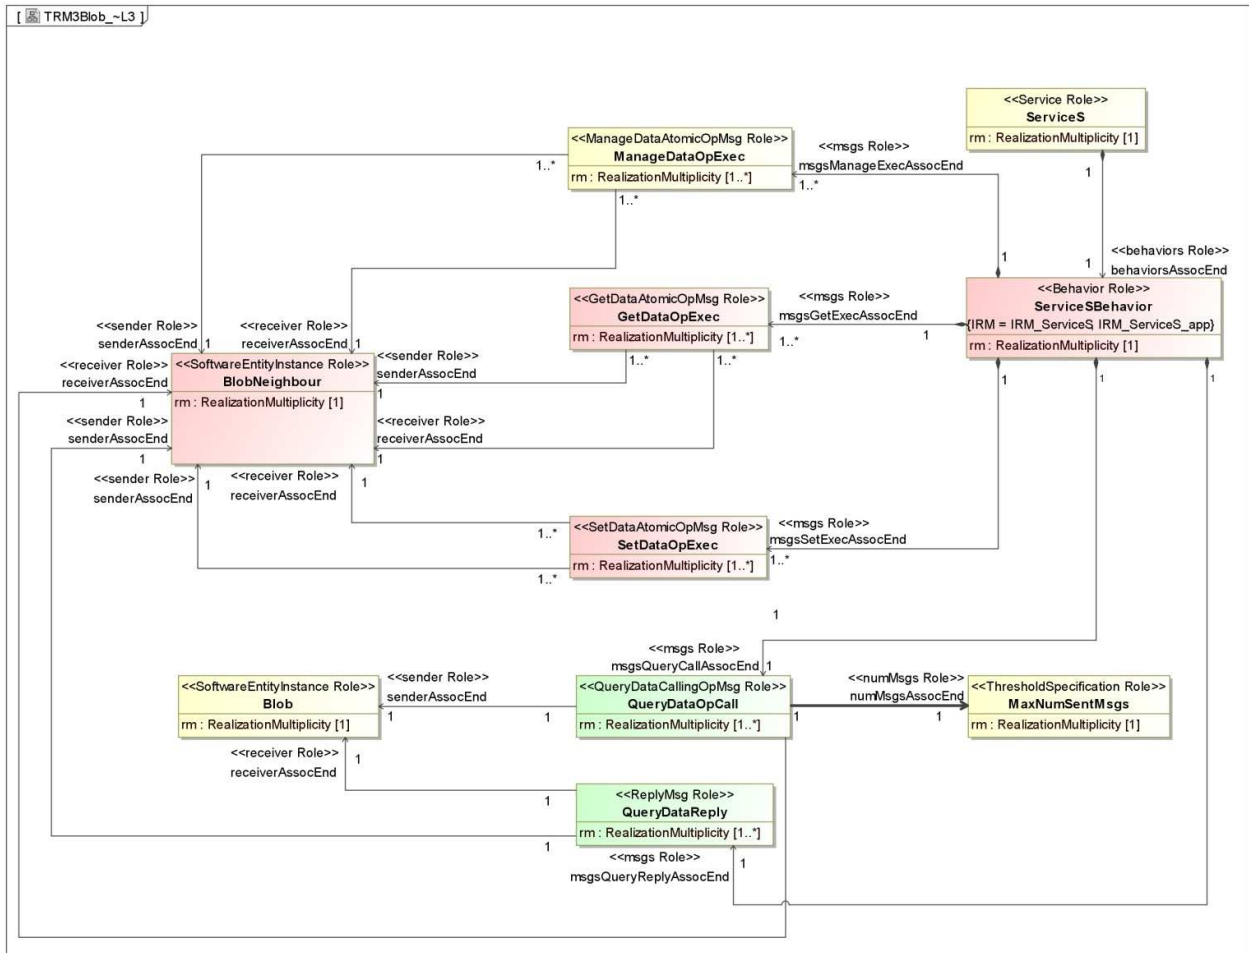 [ TRM3Blob_~L3 ]
<<Service Role>>
ServiceS
rm : RealizationMultiplicity [1]
<<ManageDataAtomicOpMsg Role>>
ManageDataOpExec
rm : RealizationMultiplicity [1..*]
<<msgs Role>>
msgsManageExecAssocEnd
1..*
1..*
1..*
1
1
1
<<behaviors Role>>
behaviorsAssocEnd
<<Behavior Role>>
ServiceSBehavior
{IRM = IRM_ServiceS, IRM_ServiceS_app}
rm : RealizationMultiplicity [1]
<<GetDataAtomicOpMsg Role>>
GetDataOpExec
rm : RealizationMultiplicity [1..*]
<<msgs Role>>
msgsGetExecAssocEnd
1..*
1
<<sender Role>>
senderAssocEnd
1
<<receiver Role>>
receiverAssocEnd
1
<<sender Role>>
senderAssocEnd
1
1..*
1..*
<<receiver Role>>
receiverAssocEnd
1
<<SoftwareEntityInstance Role>>
BlobNeighbour
rm : RealizationMultiplicity [1]
<<receiver Role>>
receiverAssocEnd
1
1
1
1
<<sender Role>>
senderAssocEnd
1
<<sender Role>>
senderAssocEnd
1
<<receiver Role>>
receiverAssocEnd
1
<<SetDataAtomicOpMsg Role>>
SetDataOpExec
rm : RealizationMultiplicity [1..*]
1..*
1..*
<<msgs Role>>
msgsSetExecAssocEnd
1..*
1
<<msgs Role>>
msgsQueryCallAssocEnd
1
<<SoftwareEntityInstance Role>>
Blob
rm : RealizationMultiplicity [1]
<<sender Role>>
senderAssocEnd
1
1
<<QueryDataCallingOpMsg Role>>
QueryDataOpCall
rm : RealizationMultiplicity [1..*]
<<numMsgs Role>>
numMsgsAssocEnd
1
1
<<ThresholdSpecification Role>>
MaxNumSentMsgs
rm : RealizationMultiplicity [1]
<<receiver Role>>
receiverAssocEnd
1
1
<<ReplyMsg Role>>
QueryDataReply
rm : RealizationMultiplicity [1..*]
1
<<msgs Role>>
msgsQueryReplyAssocEnd
1